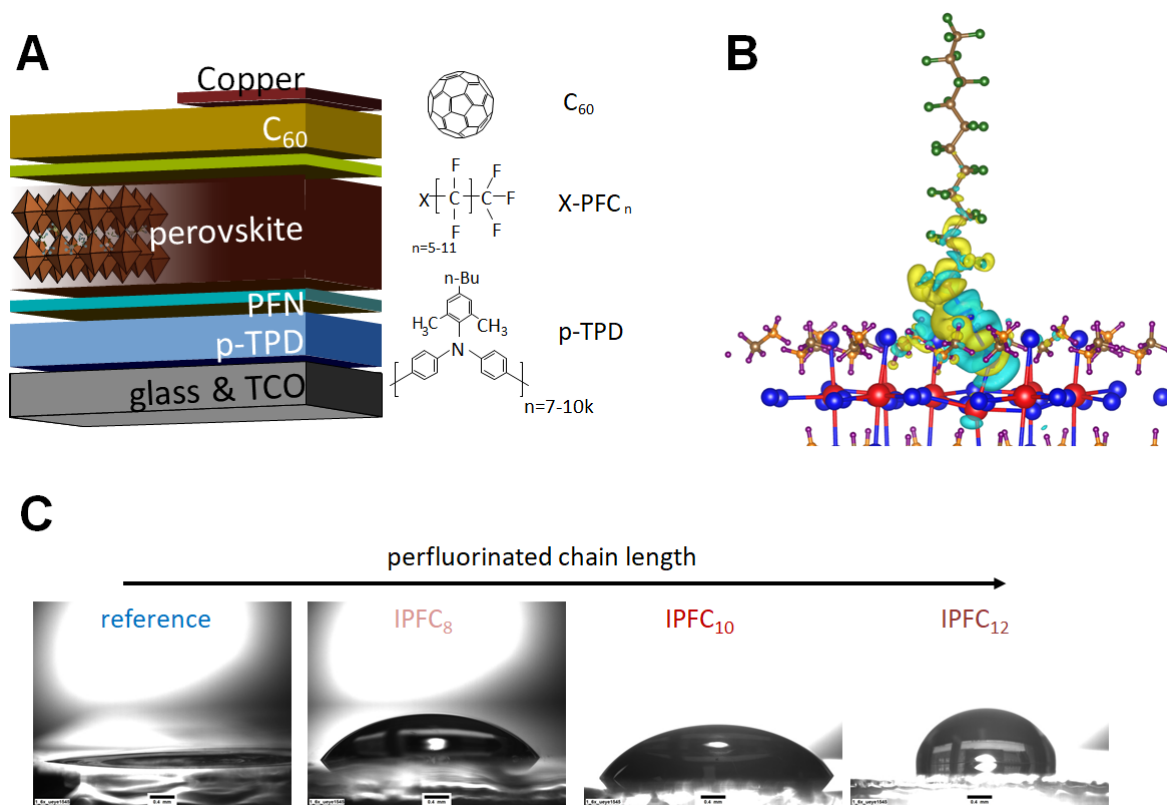 A
Copper
C60
perovskite
PFN
p-TPD
glass & TCO
C60
F
F
X
C
C
F
F
F
n=5-11
X-PFC n
n-Bu
H3C
CH3
N
n=7-10k
p-TPD
B
C
perfluorinated chain length
reference
IPFC8
IPFC10
IPFC12
0.4 mm
0.4 mm
0.4 mm
0.4 mm